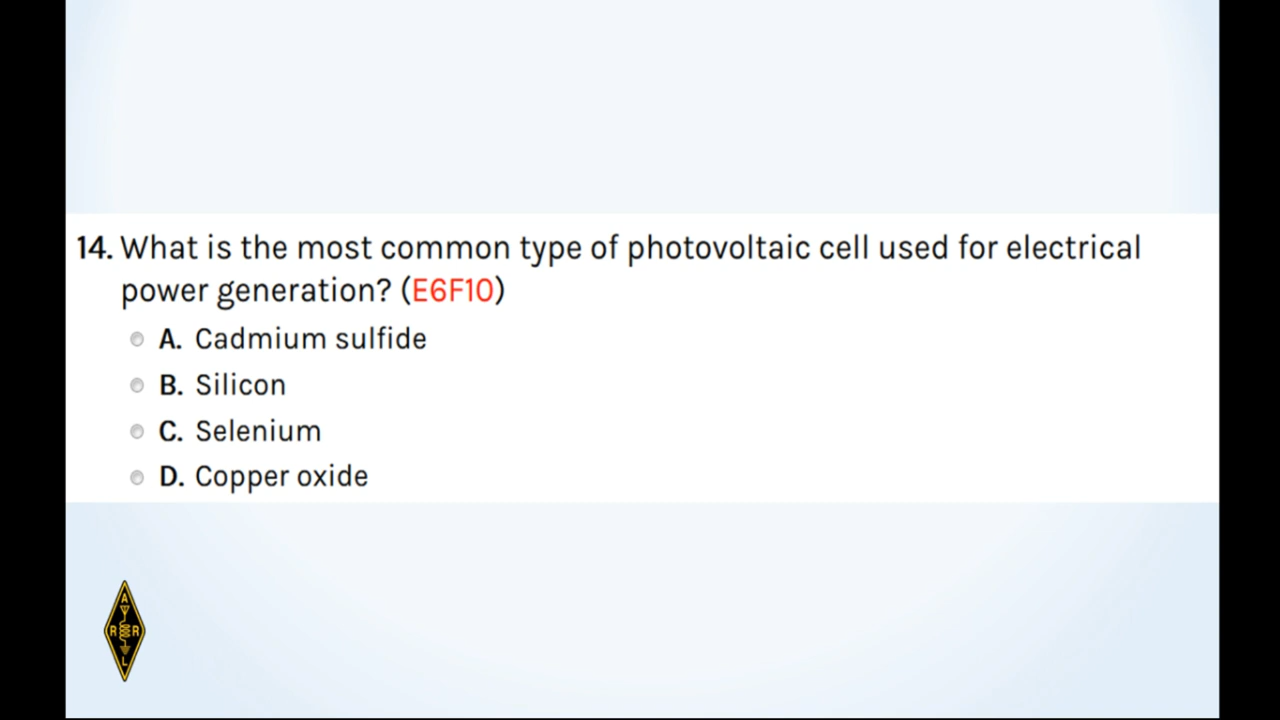 14. What is the most common type of photovoltaic cell used for electrical
power generation? (E6F10)
A. Cadmium sulfide
B. Silicon
C. Selenium
D. Copper oxide
A
R R
L